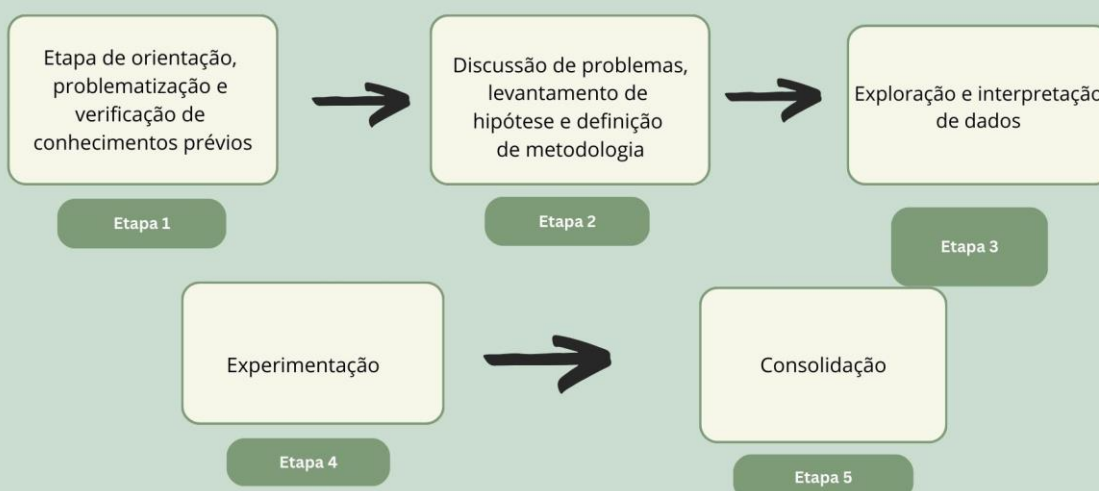 Etapa de orientação,
problematização e
verificação de
conhecimentos prévios
Etapa 1
Discussão de problemas,
levantamento de
hipótese e definição
de metodologia
Etapa 2
Exploração e interpretação
de dados
Etapa 3
Experimentação
Etapa 4
Consolidação
Etapa 5